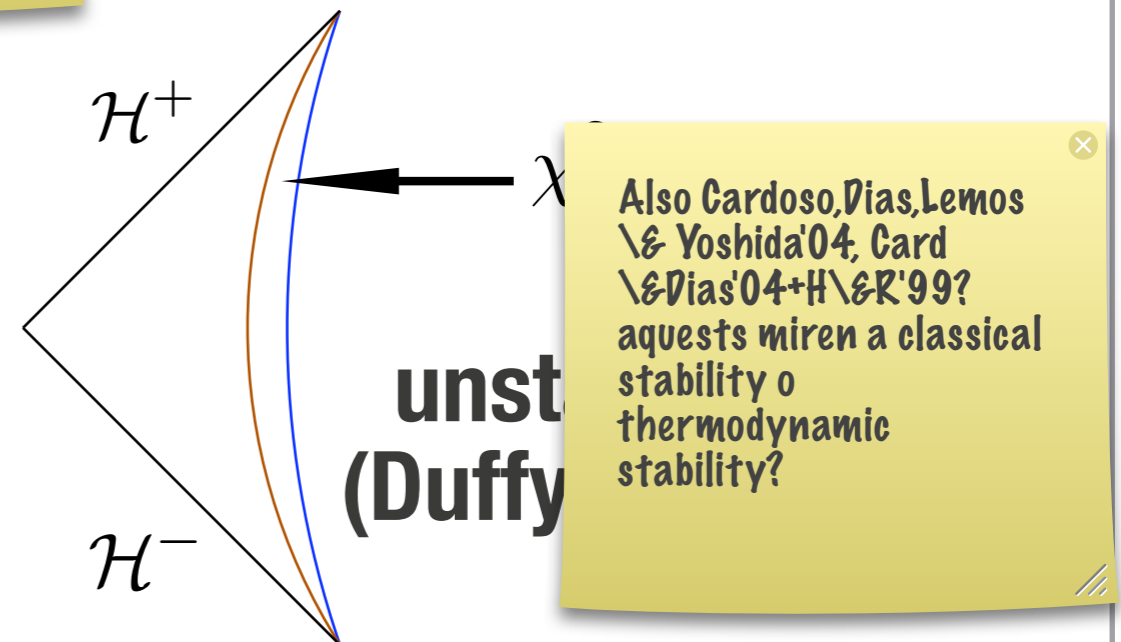 H⁺
Also Cardoso,Dias,Lemos
\& Yoshida'04, Card
\&Dias'04+H\&R'99?
aquests miren a classical
stability o
thermodynamic
stability?
unst
(Duffy
H⁻